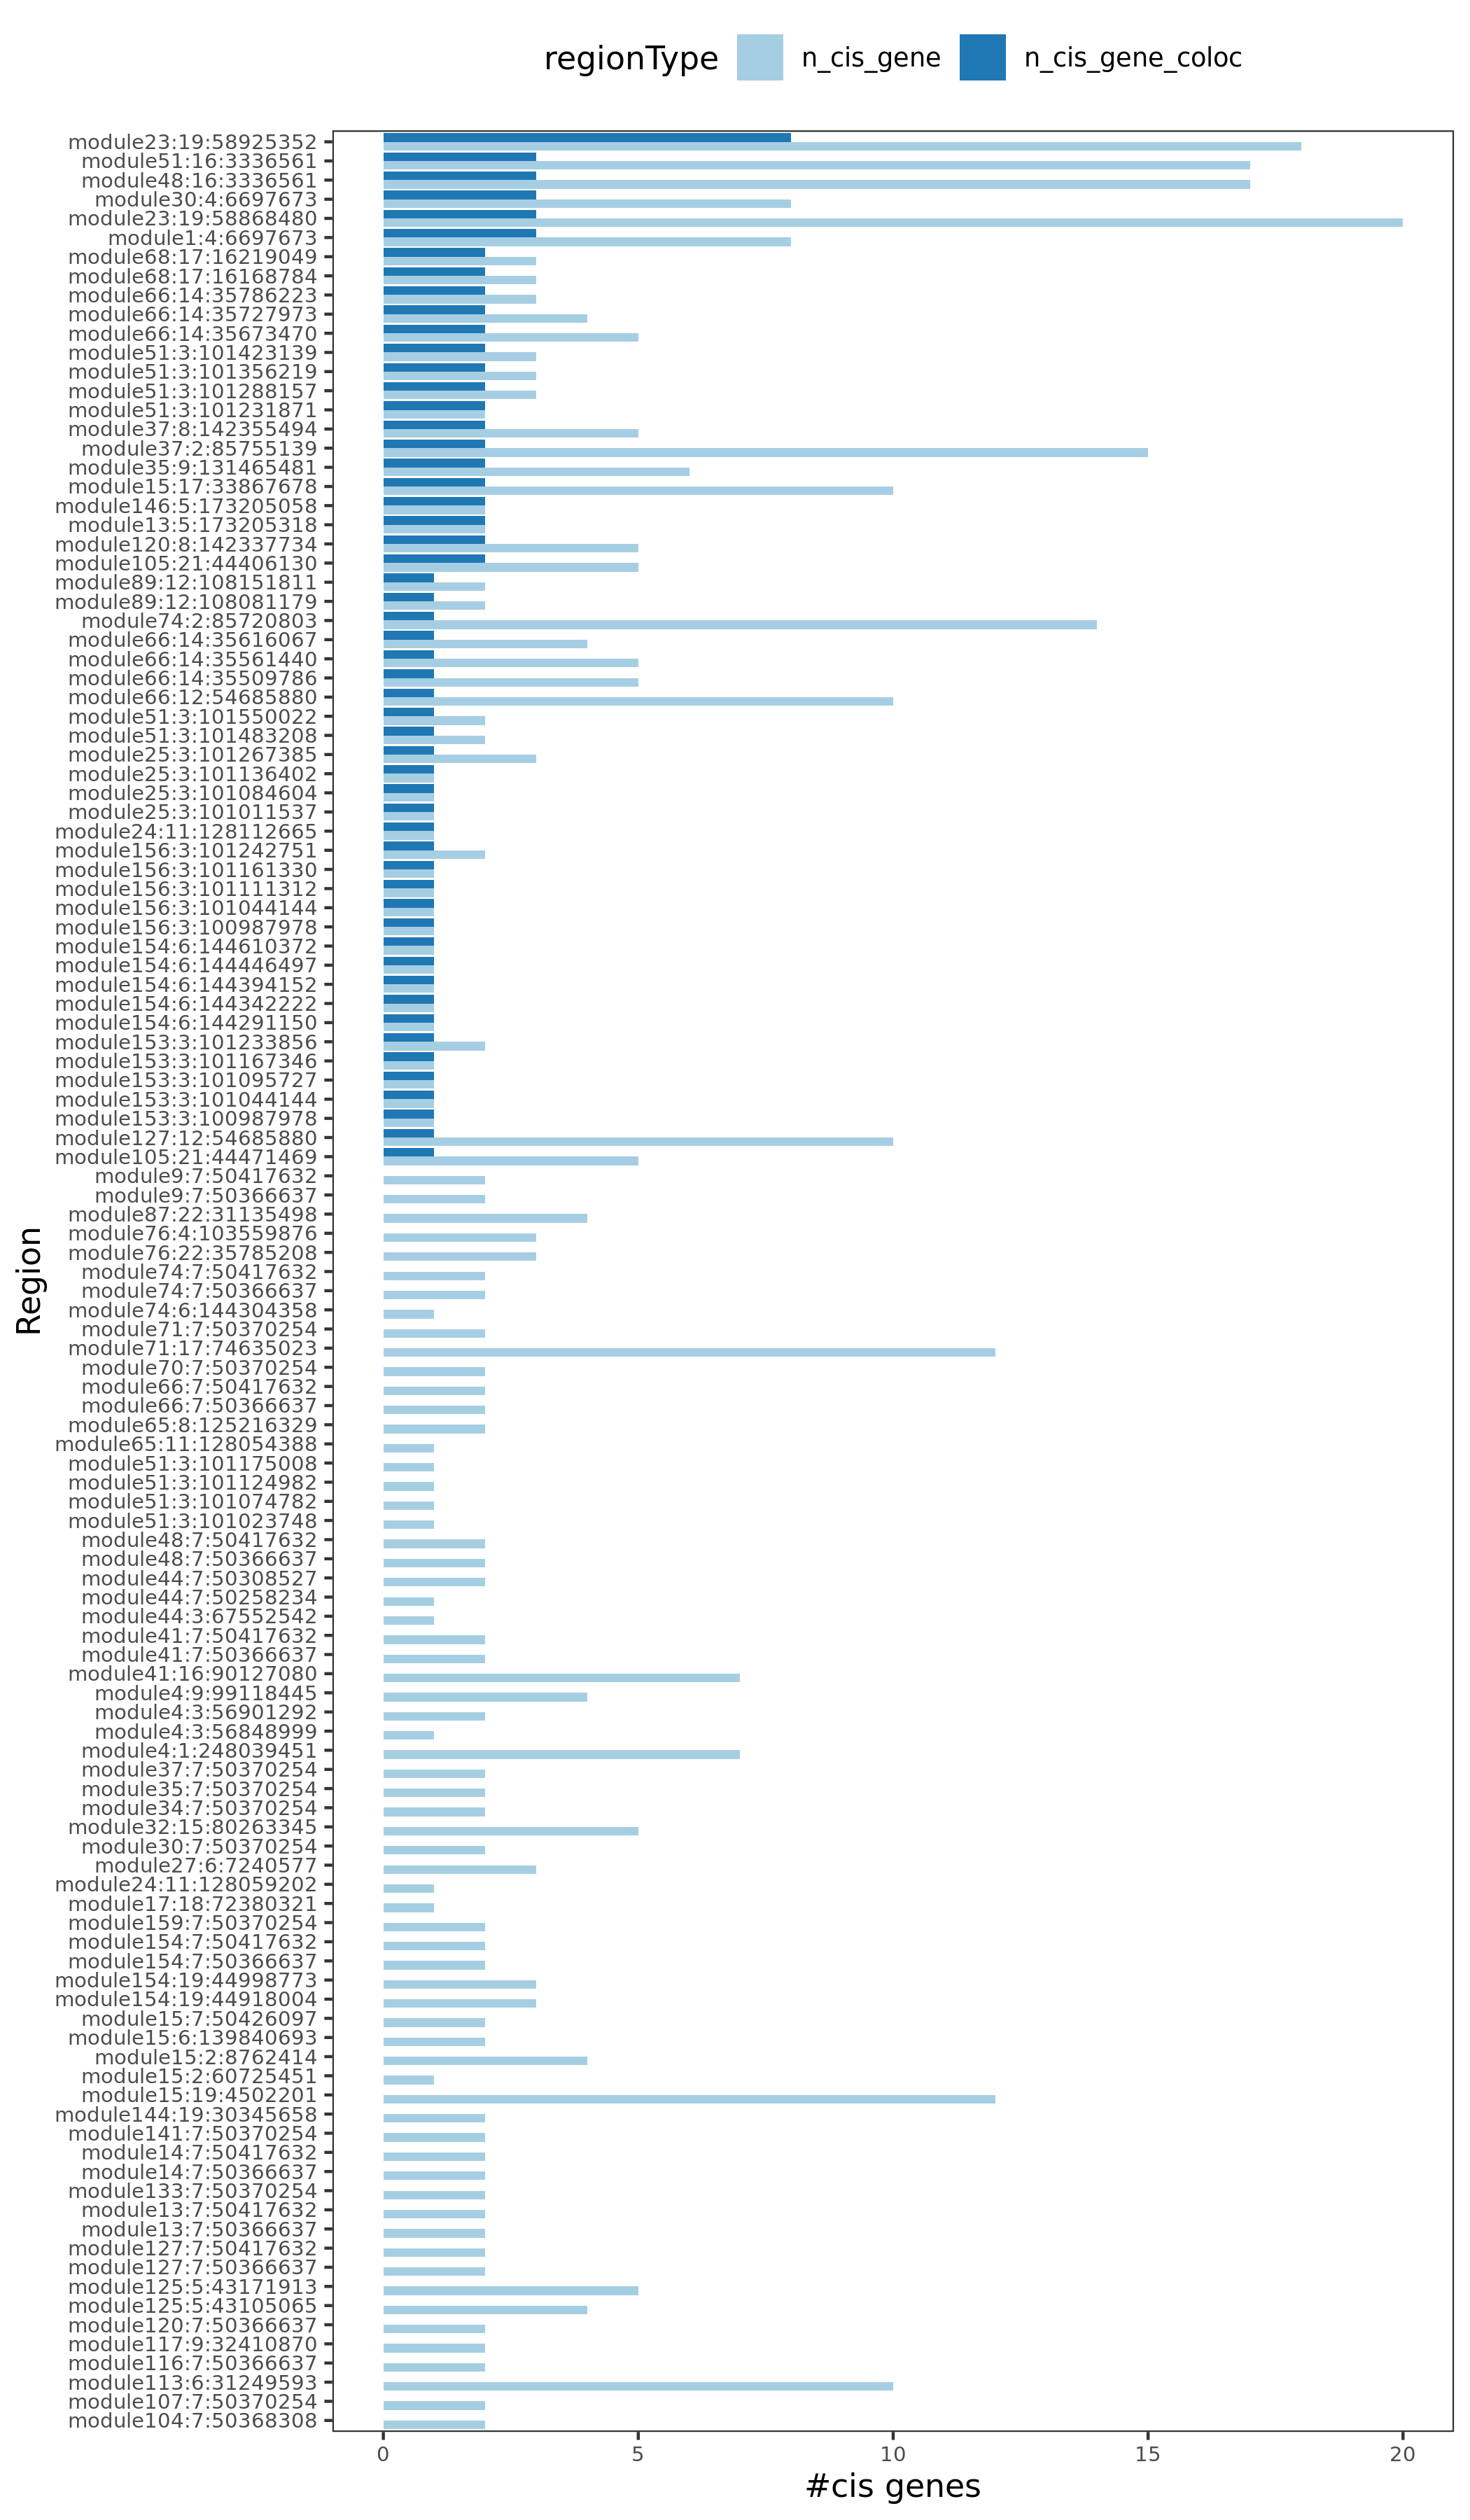 regionType n_cis_gene n_cis_gene_coloc
module23:19:58925352
module51:16:3336561
module48:16:3336561
module30:4:6697673
module23:19:58868480
module1:4:6697673
module68:17:16219049
module68:17:16168784
module66:14:35786223
module66:14:35727973
module66:14:35673470
module51:3:101423139
module51:3:101356219
module51:3:101288157
module51:3:101231871
module37:8:142355494
module37:2:85755139
module35:9:131465481
module15:17:33867678
module146:5:173205058
module13:5:173205318
module120:8:142337734
module105:21:44406130
module89:12:108151811
module89:12:108081179
module74:2:85720803
module66:14:35616067
module66:14:35561440
module66:14:35509786
module66:12:54685880
module51:3:101550022
module51:3:101483208
module25:3:101267385
module25:3:101136402
module25:3:101084604
module25:3:101011537
module24:11:128112665
module156:3:101242751
module156:3:101161330
module156:3:101111312
module156:3:101044144
module156:3:100987978
module154:6:144610372
module154:6:144446497
module154:6:144394152
module154:6:144342222
module154:6:144291150
module153:3:101233856
module153:3:101167346
module153:3:101095727
module153:3:101044144
module153:3:100987978
module127:12:54685880
module105:21:44471469
module9:7:50417632
module9:7:50366637
module87:22:31135498
module76:4:103559876
module76:22:35785208
module74:7:50417632
module74:7:50366637
module74:6:144304358
module71:7:50370254
module71:17:74635023
module70:7:50370254
module66:7:50417632
module66:7:50366637
module65:8:125216329
module65:11:128054388
module51:3:101175008
module51:3:101124982
module51:3:101074782
module51:3:101023748
module48:7:50417632
module48:7:50366637
module44:7:50308527
module44:7:50258234
module44:3:67552542
module41:7:50417632
module41:7:50366637
module41:16:90127080
module4:9:99118445
module4:3:56901292
module4:3:56848999
module4:1:248039451
module37:7:50370254
module35:7:50370254
module34:7:50370254
module32:15:80263345
module30:7:50370254
module27:6:7240577
module24:11:128059202
module17:18:72380321
module159:7:50370254
module154:7:50417632
module154:7:50366637
module154:19:44998773
module154:19:44918004
module15:7:50426097
module15:6:139840693
module15:2:8762414
module15:2:60725451
module15:19:4502201
module144:19:30345658
module141:7:50370254
module14:7:50417632
module14:7:50366637
module133:7:50370254
module13:7:50417632
module13:7:50366637
module127:7:50417632
module127:7:50366637
module125:5:43171913
module125:5:43105065
module120:7:50366637
module117:9:32410870
module116:7:50366637
module113:6:31249593
module107:7:50370254
module104:7:50368308
Region
0 5 10 15 20
#cis genes